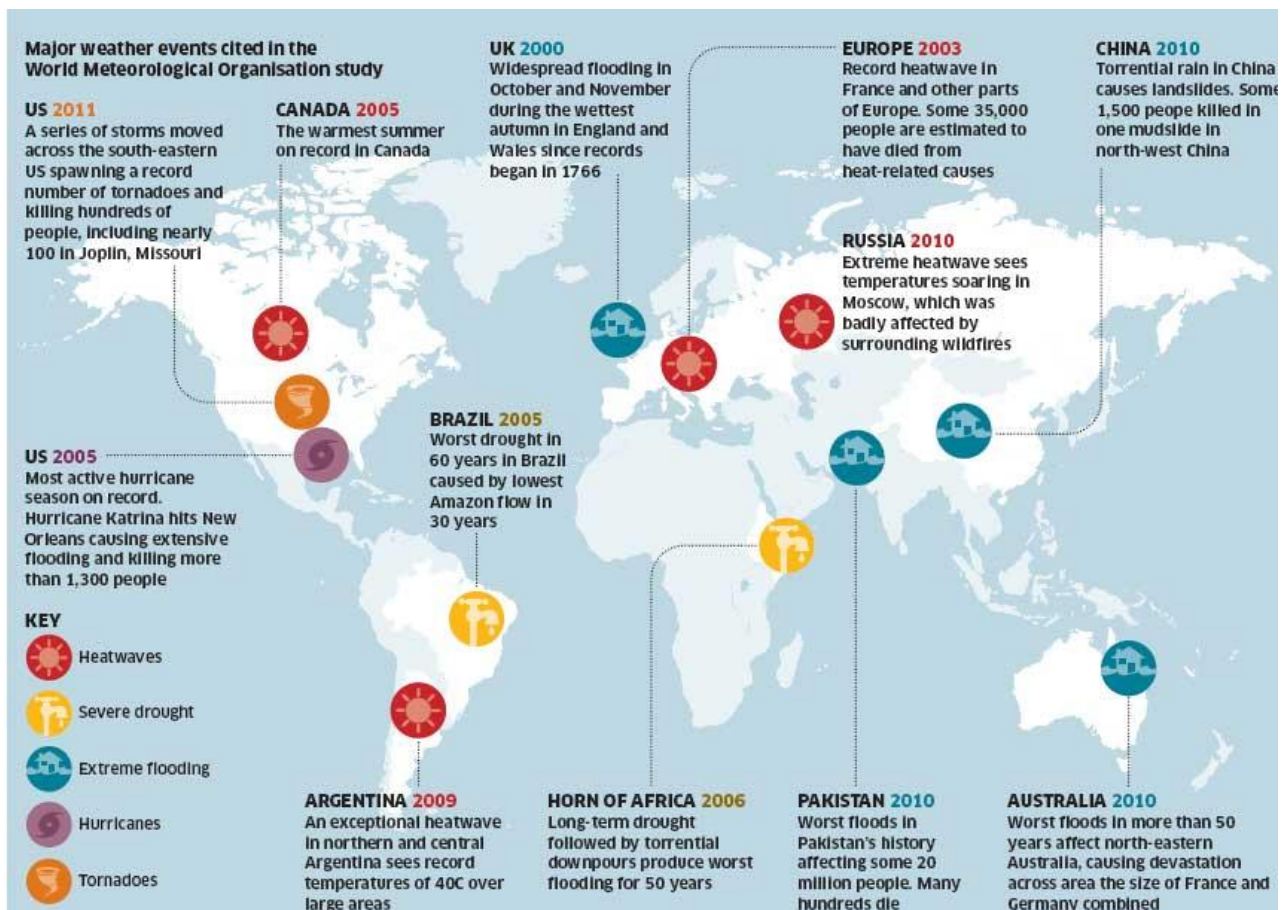 Major weather events cited in the
World Meteorological Organisation study
US 2011
A series of storms moved
across the south-eastern
US spawning a record
number of tornadoes and
killing hundreds of
people, including nearly
100 in Joplin, Missouri
CANADA 2005
The warmest summer
on record in Canada
UK 2000
Widespread flooding in
October and November
during the wettest
autumn in England and
Wales since records
began in 1766
EUROPE 2003
Record heatwave in
France and other parts
of Europe. Some 35,000
people are estimated to
have died from
heat-related causes
CHINA 2010
Torrential rain in China
causes landslides. Some
1,500 peope killed in
one mudslide in
north-west China
RUSSIA 2010
Extreme heatwave sees
temperatures soaring in
Moscow, which was
badly affected by
surrounding wildfires
US 2005
Most active hurricane
season on record.
Hurricane Katrina hits New
Orleans causing extensive
flooding and killing more
than 1,300 people
BRAZIL 2005
Worst drought in
60 years in Brazil
caused by lowest
Amazon flow in
30 years
KEY
Heatwaves
Severe drought
Extreme flooding
Hurricanes
Tornadoes
ARGENTINA 2009
An exceptional heatwave
in northern and central
Argentina sees record
temperatures of 40C over
large areas
HORN OF AFRICA 2006
Long-term drought
followed by torrential
downpours produce worst
flooding for 50 years
PAKISTAN 2010
Worst floods in
Pakistan's history
affecting some 20
million people. Many
hundreds die
AUSTRALIA 2010
Worst floods in more than 50
years affect north-eastern
Australia, causing devastation
across area the size of France and
Germany combined